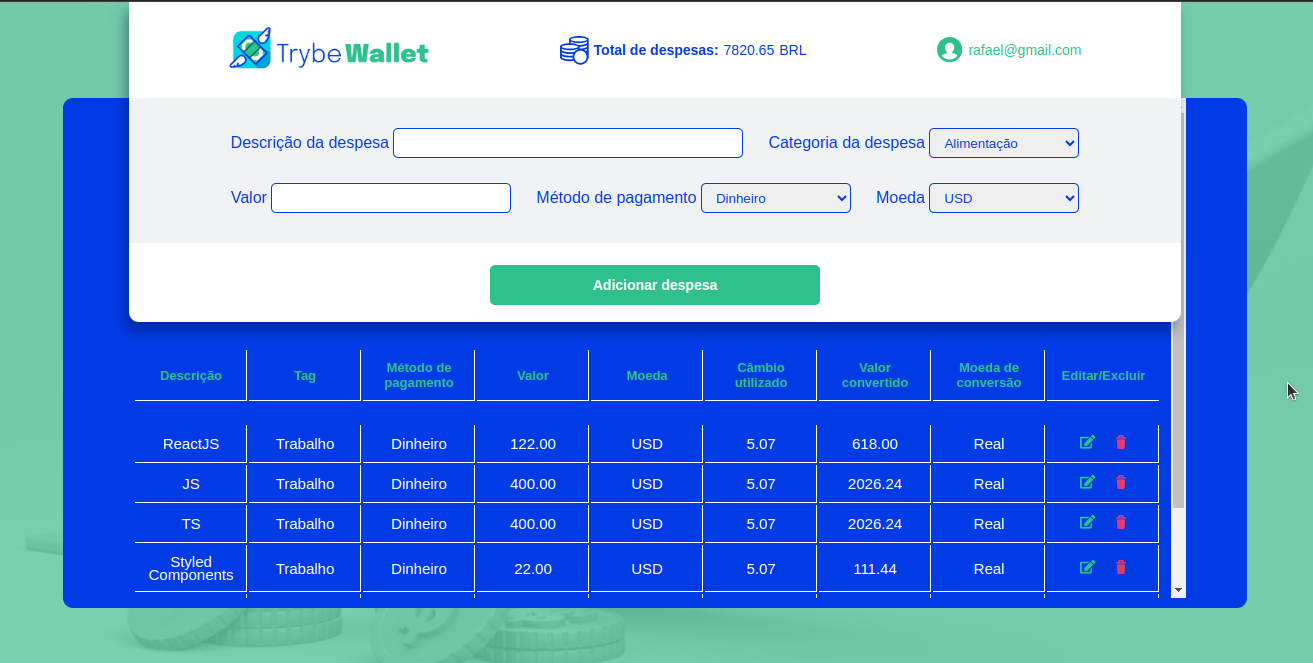 Trybe Wallet
Total de despesas: 7820.65 BRL
rafael@gmail.com
Descrição da despesa
Categoria da despesa Alimentação
Valor
Método de pagamento Dinheiro
Moeda USD
Adicionar despesa
Descrição
Tag
Método de
pagamento
Valor
Moeda
Câmbio
utilizado
Valor
convertido
Moeda de
conversão
Editar/Excluir
ReactJS Trabalho Dinheiro 122.00 USD 5.07 618.00 Real
JS Trabalho Dinheiro 400.00 USD 5.07 2026.24 Real
TS Trabalho Dinheiro 400.00 USD 5.07 2026.24 Real
Styled
Components Trabalho Dinheiro 22.00 USD 5.07 111.44 Real